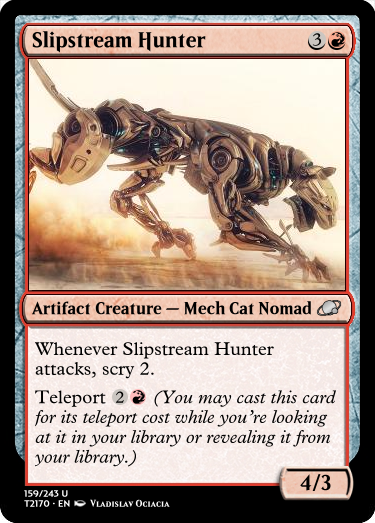 Slipstream Hunter 3
Artifact Creature — Mech Cat Nomad
Whenever Slipstream Hunter
attacks, scry 2.
Teleport 2 (You may cast this card
for its teleport cost while you're looking
at it in your library or revealing it from
your library.)
4/3
159/243 U
T2170 · EN Vladislav Ociacia